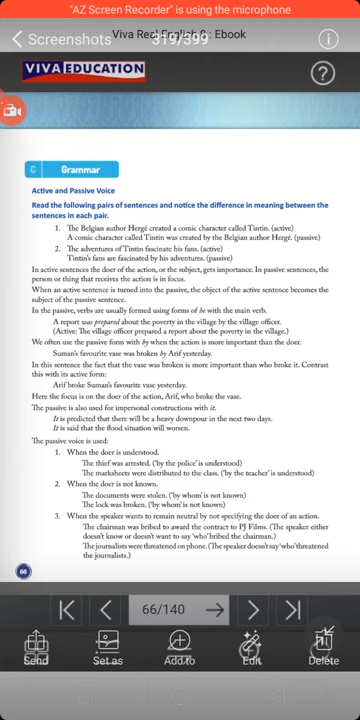 "AZ Screen Recorder" is using the microphone
Screenshots
319/399
Viva Real English 8 : Ebook
VIVA EDUCATION
C Grammar
Active and Passive Voice
Read the following pairs of sentences and notice the difference in meaning between the
sentences in each pair.
1. The Belgian author Hergé created a comic character called Tintin. (active)
A comic character called Tintin was created by the Belgian author Hergé. (passive)
2. The adventures of Tintin fascinate his fans. (active)
Tintin's fans are fascinated by his adventures. (passive)
In active sentences the doer of the action, or the subject, gets importance. In passive sentences, the
person or thing that receives the action is in focus.
When an active sentence is turned into the passive, the object of the active sentence becomes the
subject of the passive sentence.
In the passive, verbs are usually formed using forms of be with the main verb.
A report was prepared about the poverty in the village by the village officer.
(Active: The village officer prepared a report about the poverty in the village.)
We often use the passive form with by when the action is more important than the doer.
Suman's favourite vase was broken by Arif yesterday.
In this sentence the fact that the vase was broken is more important than who broke it. Contrast
this with its active form:
Arif broke Suman's favourite vase yesterday.
Here the focus is on the doer of the action, Arif, who broke the vase.
The passive is also used for impersonal constructions with it.
It is predicted that there will be a heavy downpour in the next two days.
It is said that the flood situation will worsen.
The passive voice is used:
1. When the doer is understood.
The thief was arrested. ('by the police' is understood)
The marksheets were distributed to the class. ('by the teacher' is understood)
2. When the doer is not known.
The documents were stolen. ('by whom' is not known)
The lock was broken. ('by whom' is not known)
3. When the speaker wants to remain neutral by not specifying the doer of an action.
The chairman was bribed to award the contract to PJ Films. (The speaker either
doesn't know or doesn't want to say 'who' bribed the chairman.)
The journalists were threatened on phone. (The speaker doesn't say 'who' threatened
the journalists.)
66
66/140
Send
Set as
Add to
Edit
Delete